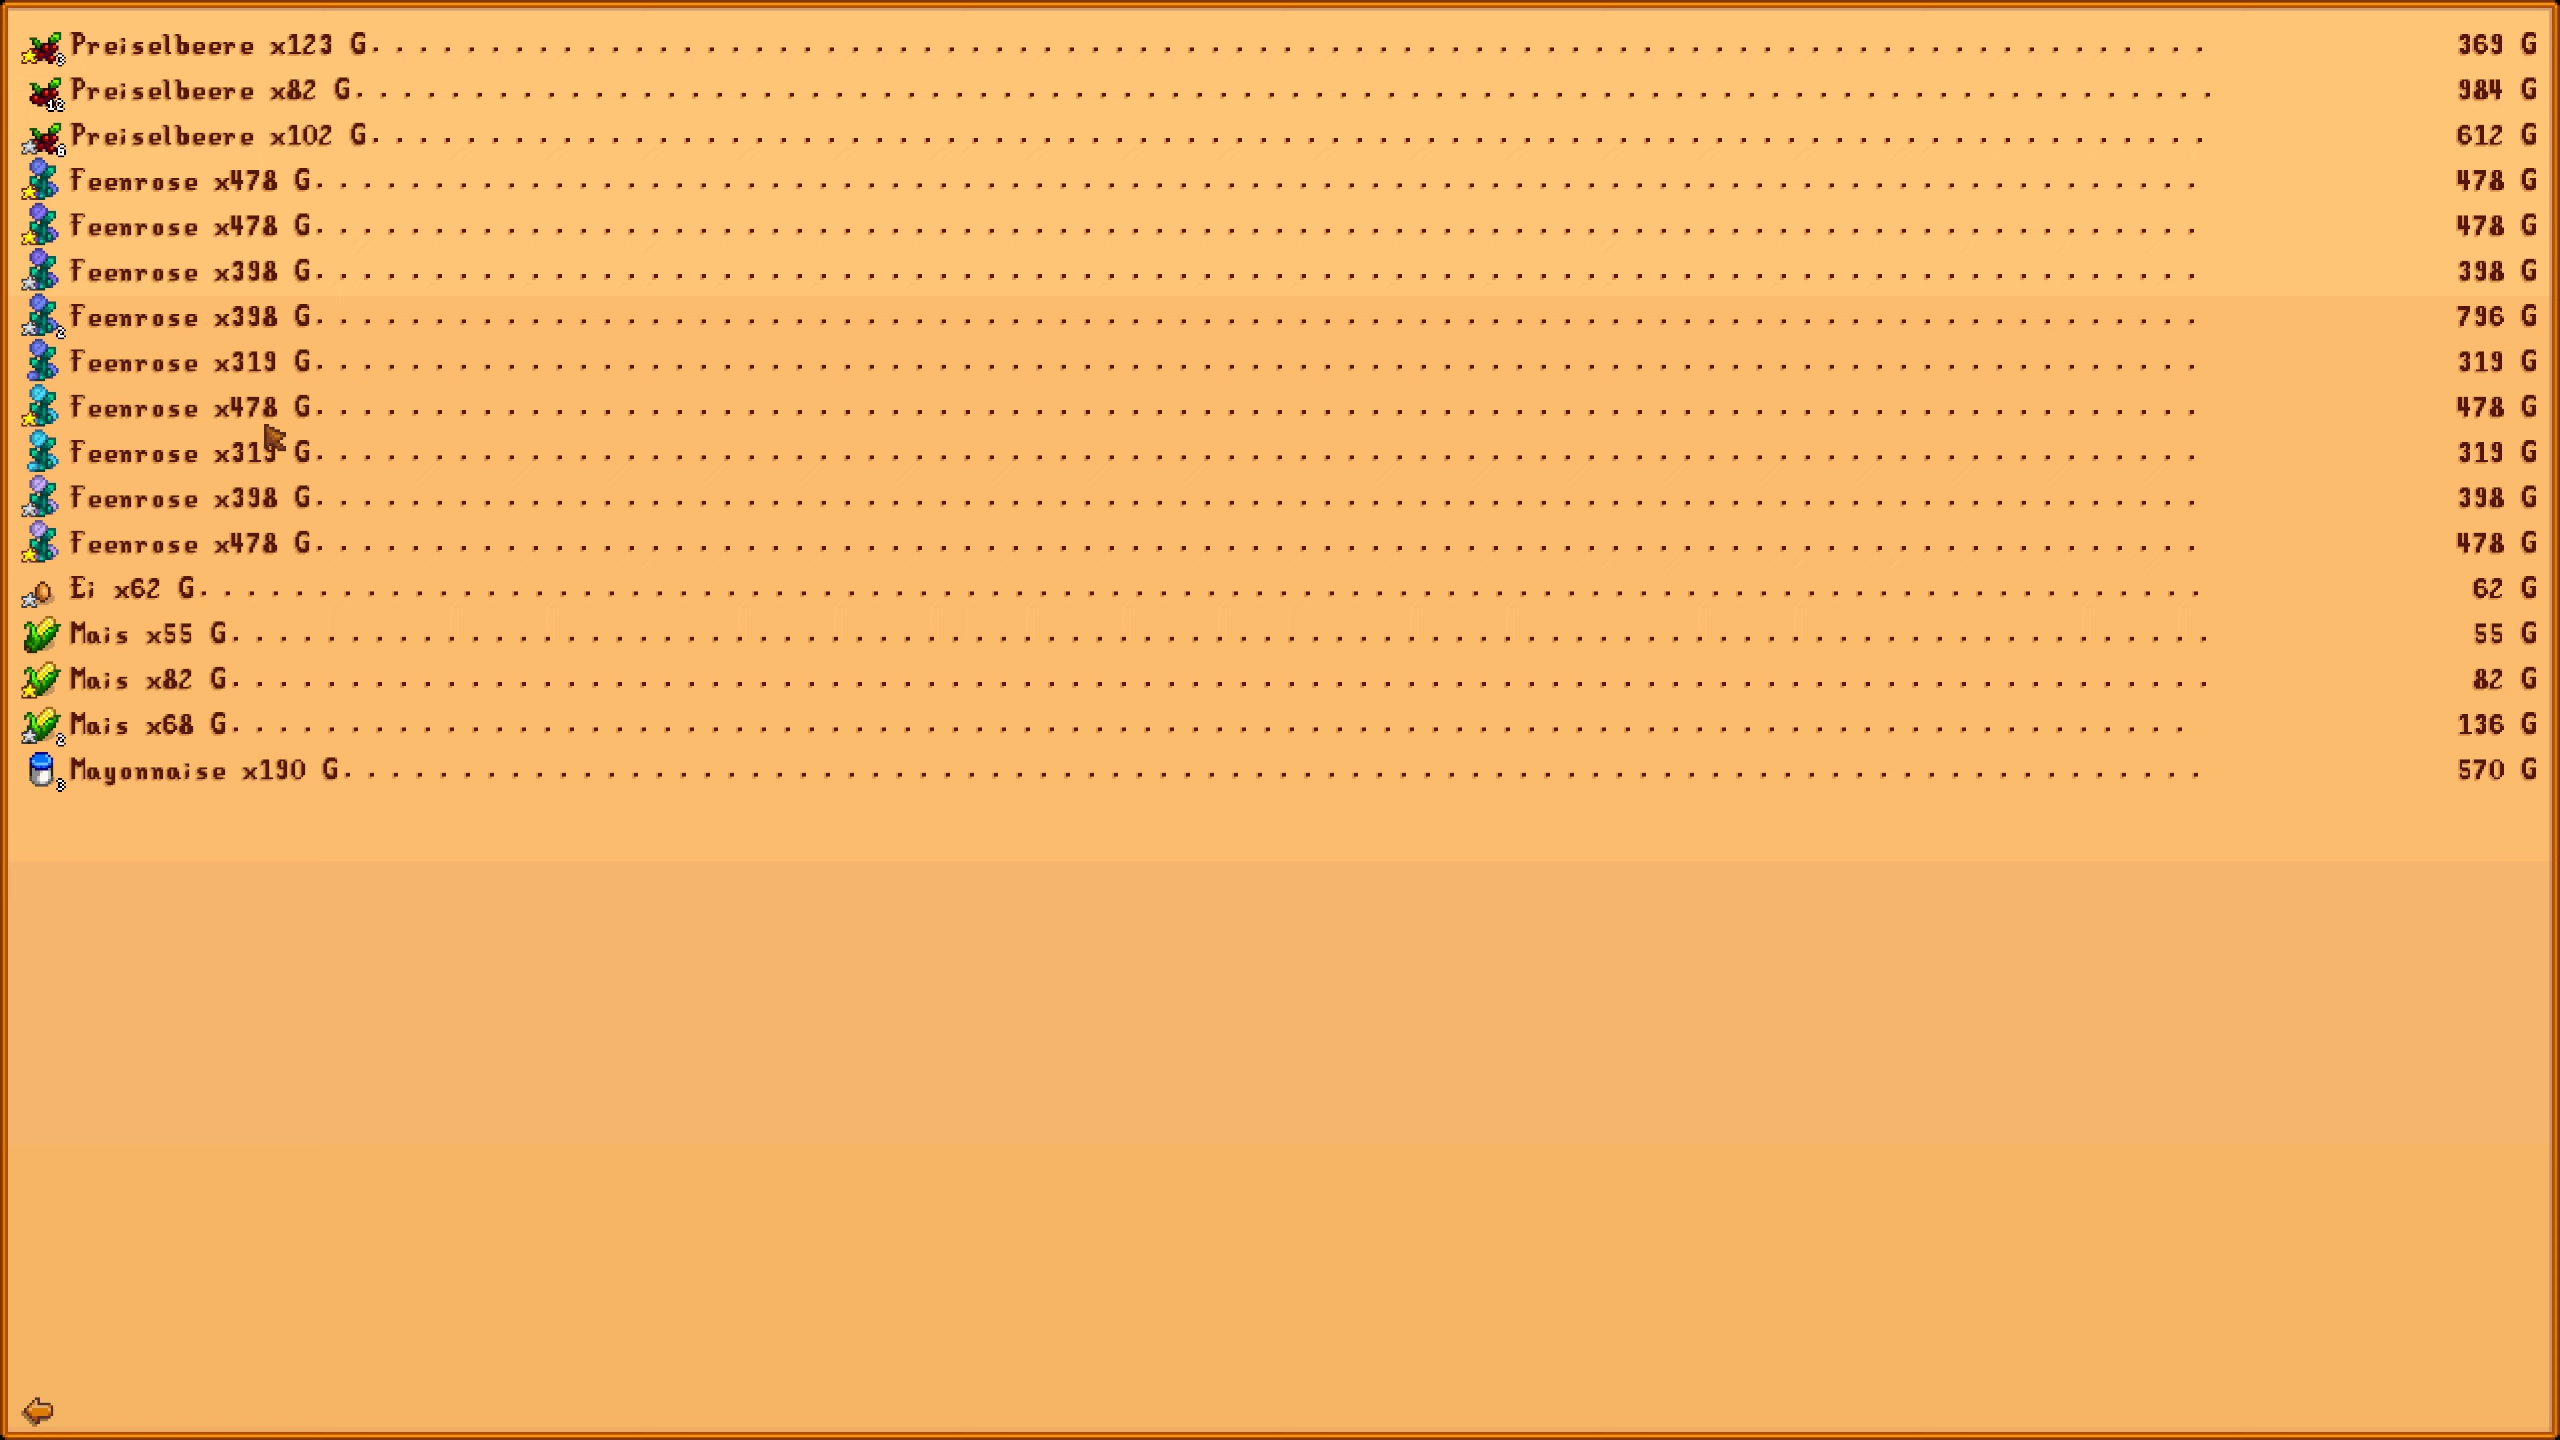 Preiselbeere x123 G. . . . . . . . . . . . . . . . . . . . . . . . . . . . . . 369 G
Preiselbeere x82 G. . . . . . . . . . . . . . . . . . . . . . . . . . . . . . 984 G
Preiselbeere x102 G. . . . . . . . . . . . . . . . . . . . . . . . . . . . . . 612 G
Feenrose x478 G. . . . . . . . . . . . . . . . . . . . . . . . . . . . . . 478 G
Feenrose x478 G. . . . . . . . . . . . . . . . . . . . . . . . . . . . . . 478 G
Feenrose x398 G. . . . . . . . . . . . . . . . . . . . . . . . . . . . . . 398 G
Feenrose x398 G. . . . . . . . . . . . . . . . . . . . . . . . . . . . . . 796 G
Feenrose x319 G. . . . . . . . . . . . . . . . . . . . . . . . . . . . . . 319 G
Feenrose x478 G. . . . . . . . . . . . . . . . . . . . . . . . . . . . . . 478 G
Feenrose x319 G. . . . . . . . . . . . . . . . . . . . . . . . . . . . . . 319 G
Feenrose x398 G. . . . . . . . . . . . . . . . . . . . . . . . . . . . . . 398 G
Feenrose x478 G. . . . . . . . . . . . . . . . . . . . . . . . . . . . . . 478 G
Ei x62 G. . . . . . . . . . . . . . . . . . . . . . . . . . . . . . 62 G
Mais x55 G. . . . . . . . . . . . . . . . . . . . . . . . . . . . . . 55 G
Mais x82 G. . . . . . . . . . . . . . . . . . . . . . . . . . . . . . 82 G
Mais x68 G. . . . . . . . . . . . . . . . . . . . . . . . . . . . . . 136 G
Mayonnaise x190 G. . . . . . . . . . . . . . . . . . . . . . . . . . . . . . 570 G